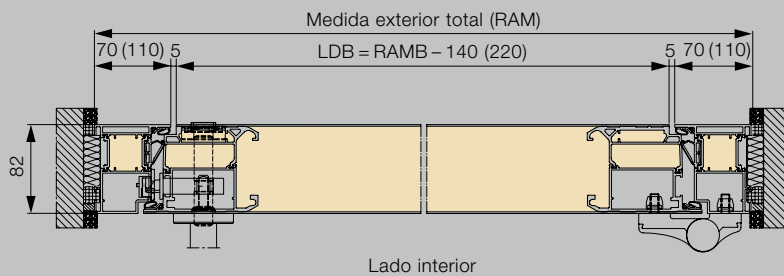 Medida exterior total (RAM)
70 (110) 5 LDB = RAMB – 140 (220) 5 70 (110)
82
Lado interior